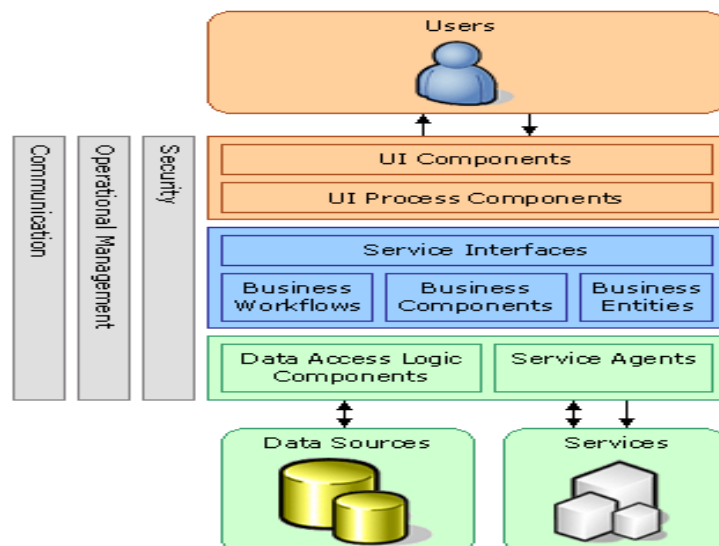 Users
Communication
Operational Management
Security
UI Components
UI Process Components
Service Interfaces
Business
Workflows
Business
Components
Business
Entities
Data Access Logic
Components
Service Agents
Data Sources
Services